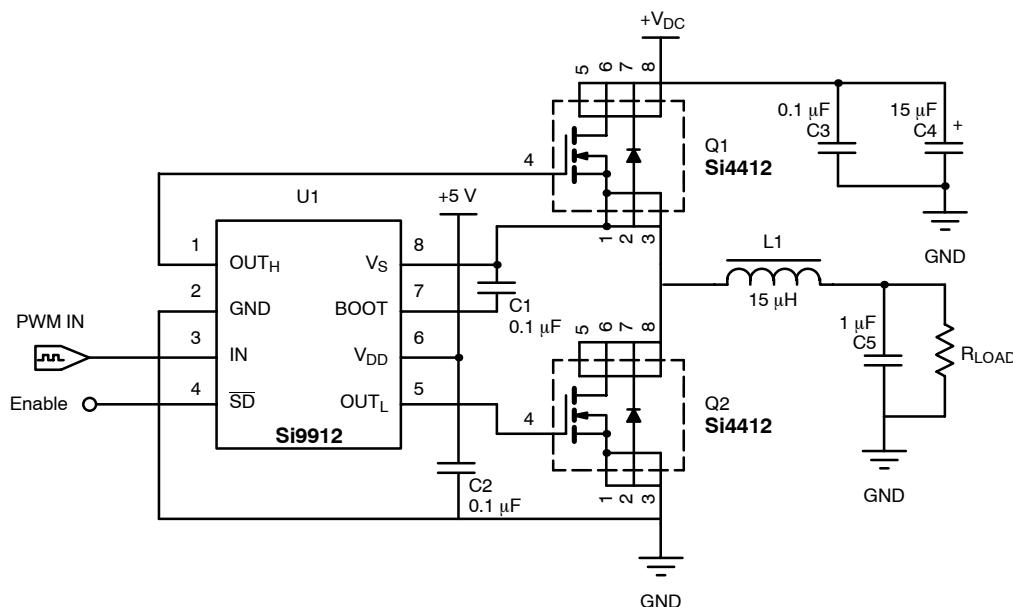 +V_DC
5 6 7 8
0.1 μF
C3
15 μF
C4
+
Q1
Si4412
4
U1
+5 V
1 2 3
GND
1
OUT_H
V_S
8
2
GND
BOOT
7
C1
0.1 μF
L1
15 μH
PWM IN
3
IN
V_DD
6
5 6 7 8
1 μF
C5
R_LOAD
Enable
4
S̅D̅
OUT_L
5
4
Q2
Si4412
Si9912
C2
0.1 μF
1 2 3
GND
GND